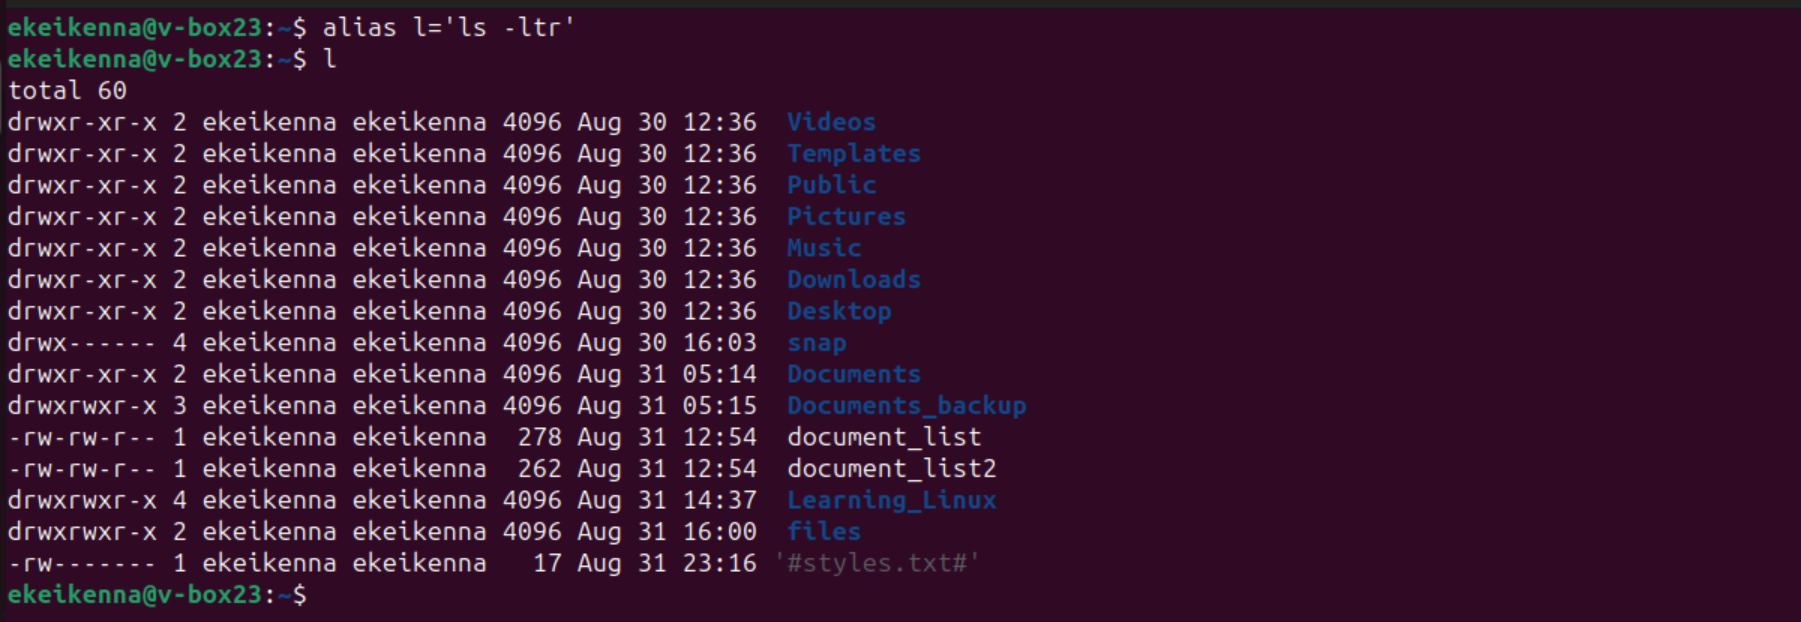 ekeikenna@v-box23:~$ alias l='ls -ltr'
ekeikenna@v-box23:~$ l
total 60
drwxr-xr-x 2 ekeikenna ekeikenna 4096 Aug 30 12:36  Videos
drwxr-xr-x 2 ekeikenna ekeikenna 4096 Aug 30 12:36  Templates
drwxr-xr-x 2 ekeikenna ekeikenna 4096 Aug 30 12:36  Public
drwxr-xr-x 2 ekeikenna ekeikenna 4096 Aug 30 12:36  Pictures
drwxr-xr-x 2 ekeikenna ekeikenna 4096 Aug 30 12:36  Music
drwxr-xr-x 2 ekeikenna ekeikenna 4096 Aug 30 12:36  Downloads
drwxr-xr-x 2 ekeikenna ekeikenna 4096 Aug 30 12:36  Desktop
drwx------ 4 ekeikenna ekeikenna 4096 Aug 30 16:03  snap
drwxr-xr-x 2 ekeikenna ekeikenna 4096 Aug 31 05:14  Documents
drwxrwxr-x 3 ekeikenna ekeikenna 4096 Aug 31 05:15  Documents_backup
-rw-rw-r-- 1 ekeikenna ekeikenna  278 Aug 31 12:54  document_list
-rw-rw-r-- 1 ekeikenna ekeikenna  262 Aug 31 12:54  document_list2
drwxrwxr-x 4 ekeikenna ekeikenna 4096 Aug 31 14:37  Learning_Linux
drwxrwxr-x 2 ekeikenna ekeikenna 4096 Aug 31 16:00  files
-rw------- 1 ekeikenna ekeikenna   17 Aug 31 23:16 '#styles.txt#'
ekeikenna@v-box23:~$